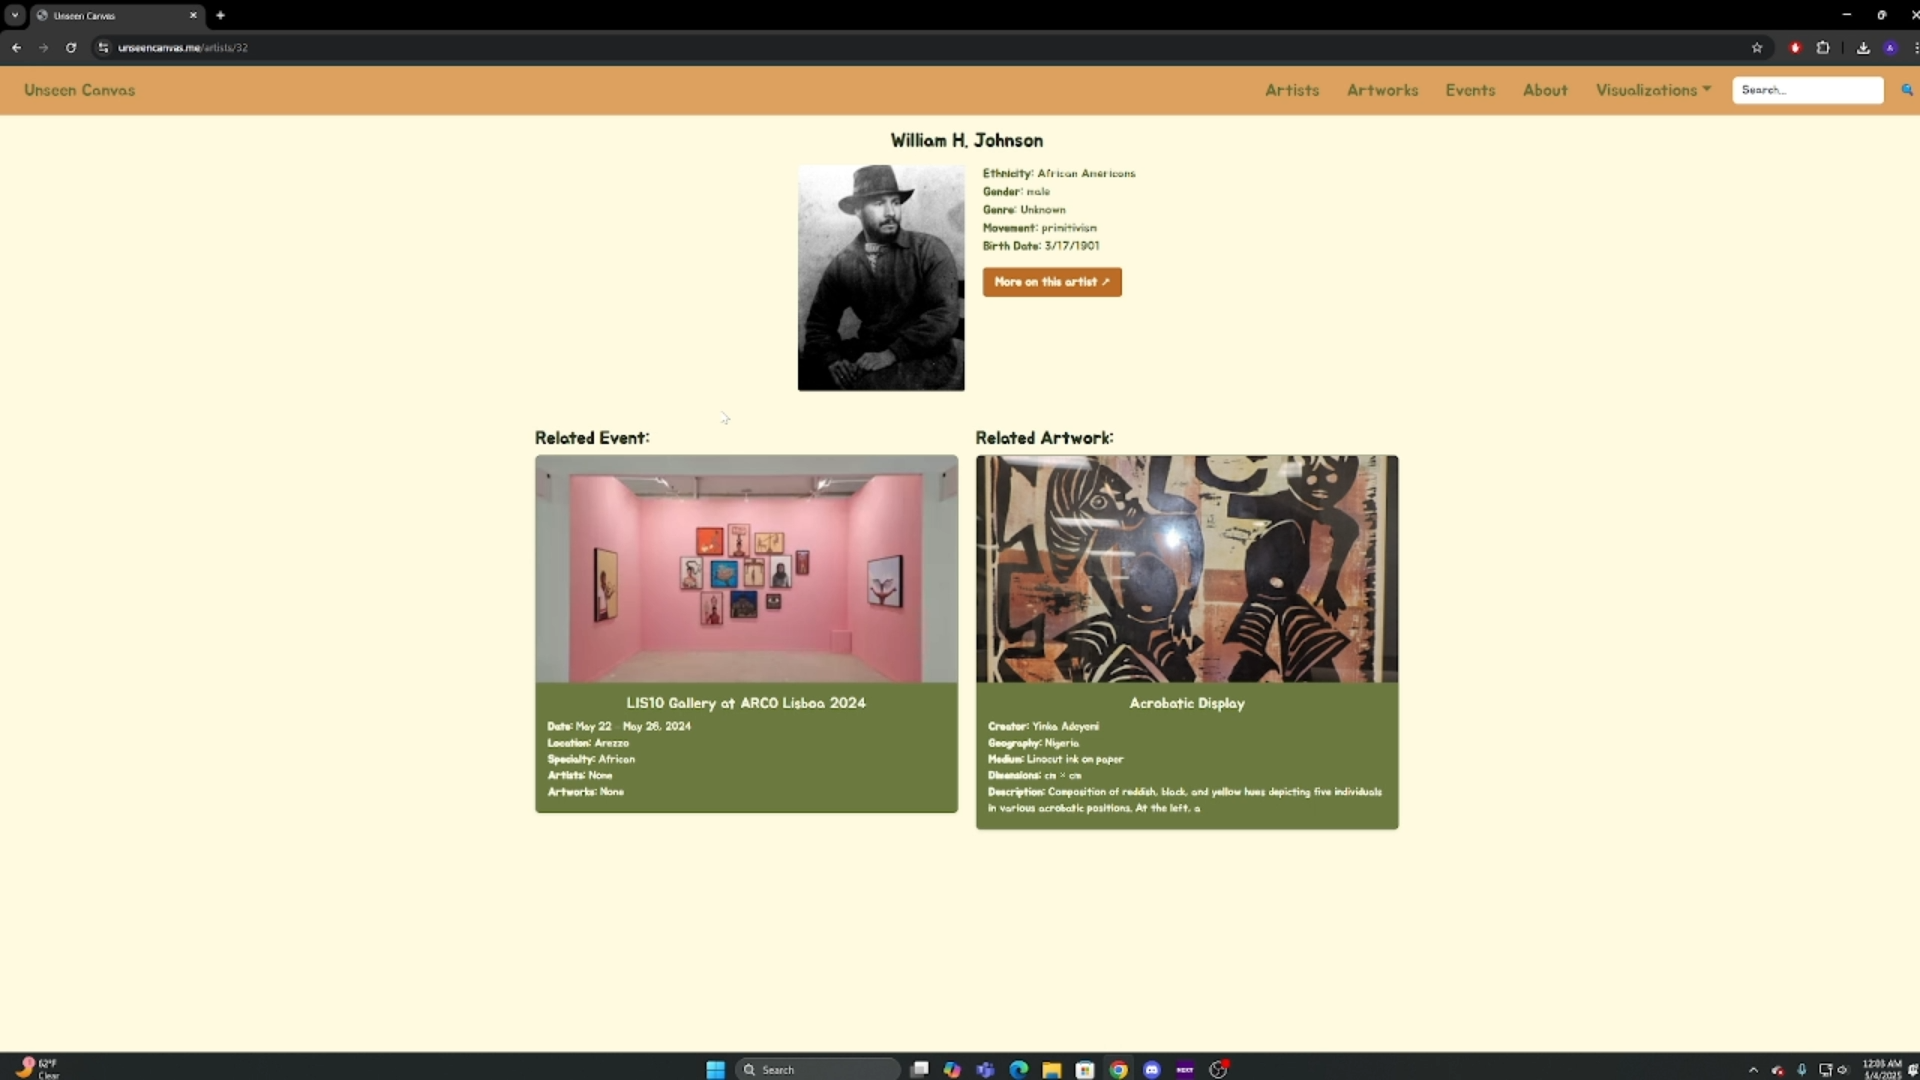 Unseen Canvas
unseencanvas.me/artists/32
Unseen Canvas
Artists
Artworks
Events
About
Visualizations
Search...
William H. Johnson
Ethnicity: African Americans
Gender: male
Genre: Unknown
Movement: primitivism
Birth Date: 3/17/1901
More on this artist ↗
Related Event:
LIS10 Gallery at ARCO Lisboa 2024
Date: May 22 - May 26, 2024
Location: Arezzo
Specialty: African
Artists: None
Artworks: None
Related Artwork:
Acrobatic Display
Creator: Yinka Adeyemi
Geography: Nigeria
Medium: Linocut ink on paper
Dimensions: cm × cm
Description: Composition of reddish, black, and yellow hues depicting five individuals
in various acrobatic positions. At the left, a
62°F
Clear
Search
NEXT
12:03 AM
5/4/2025